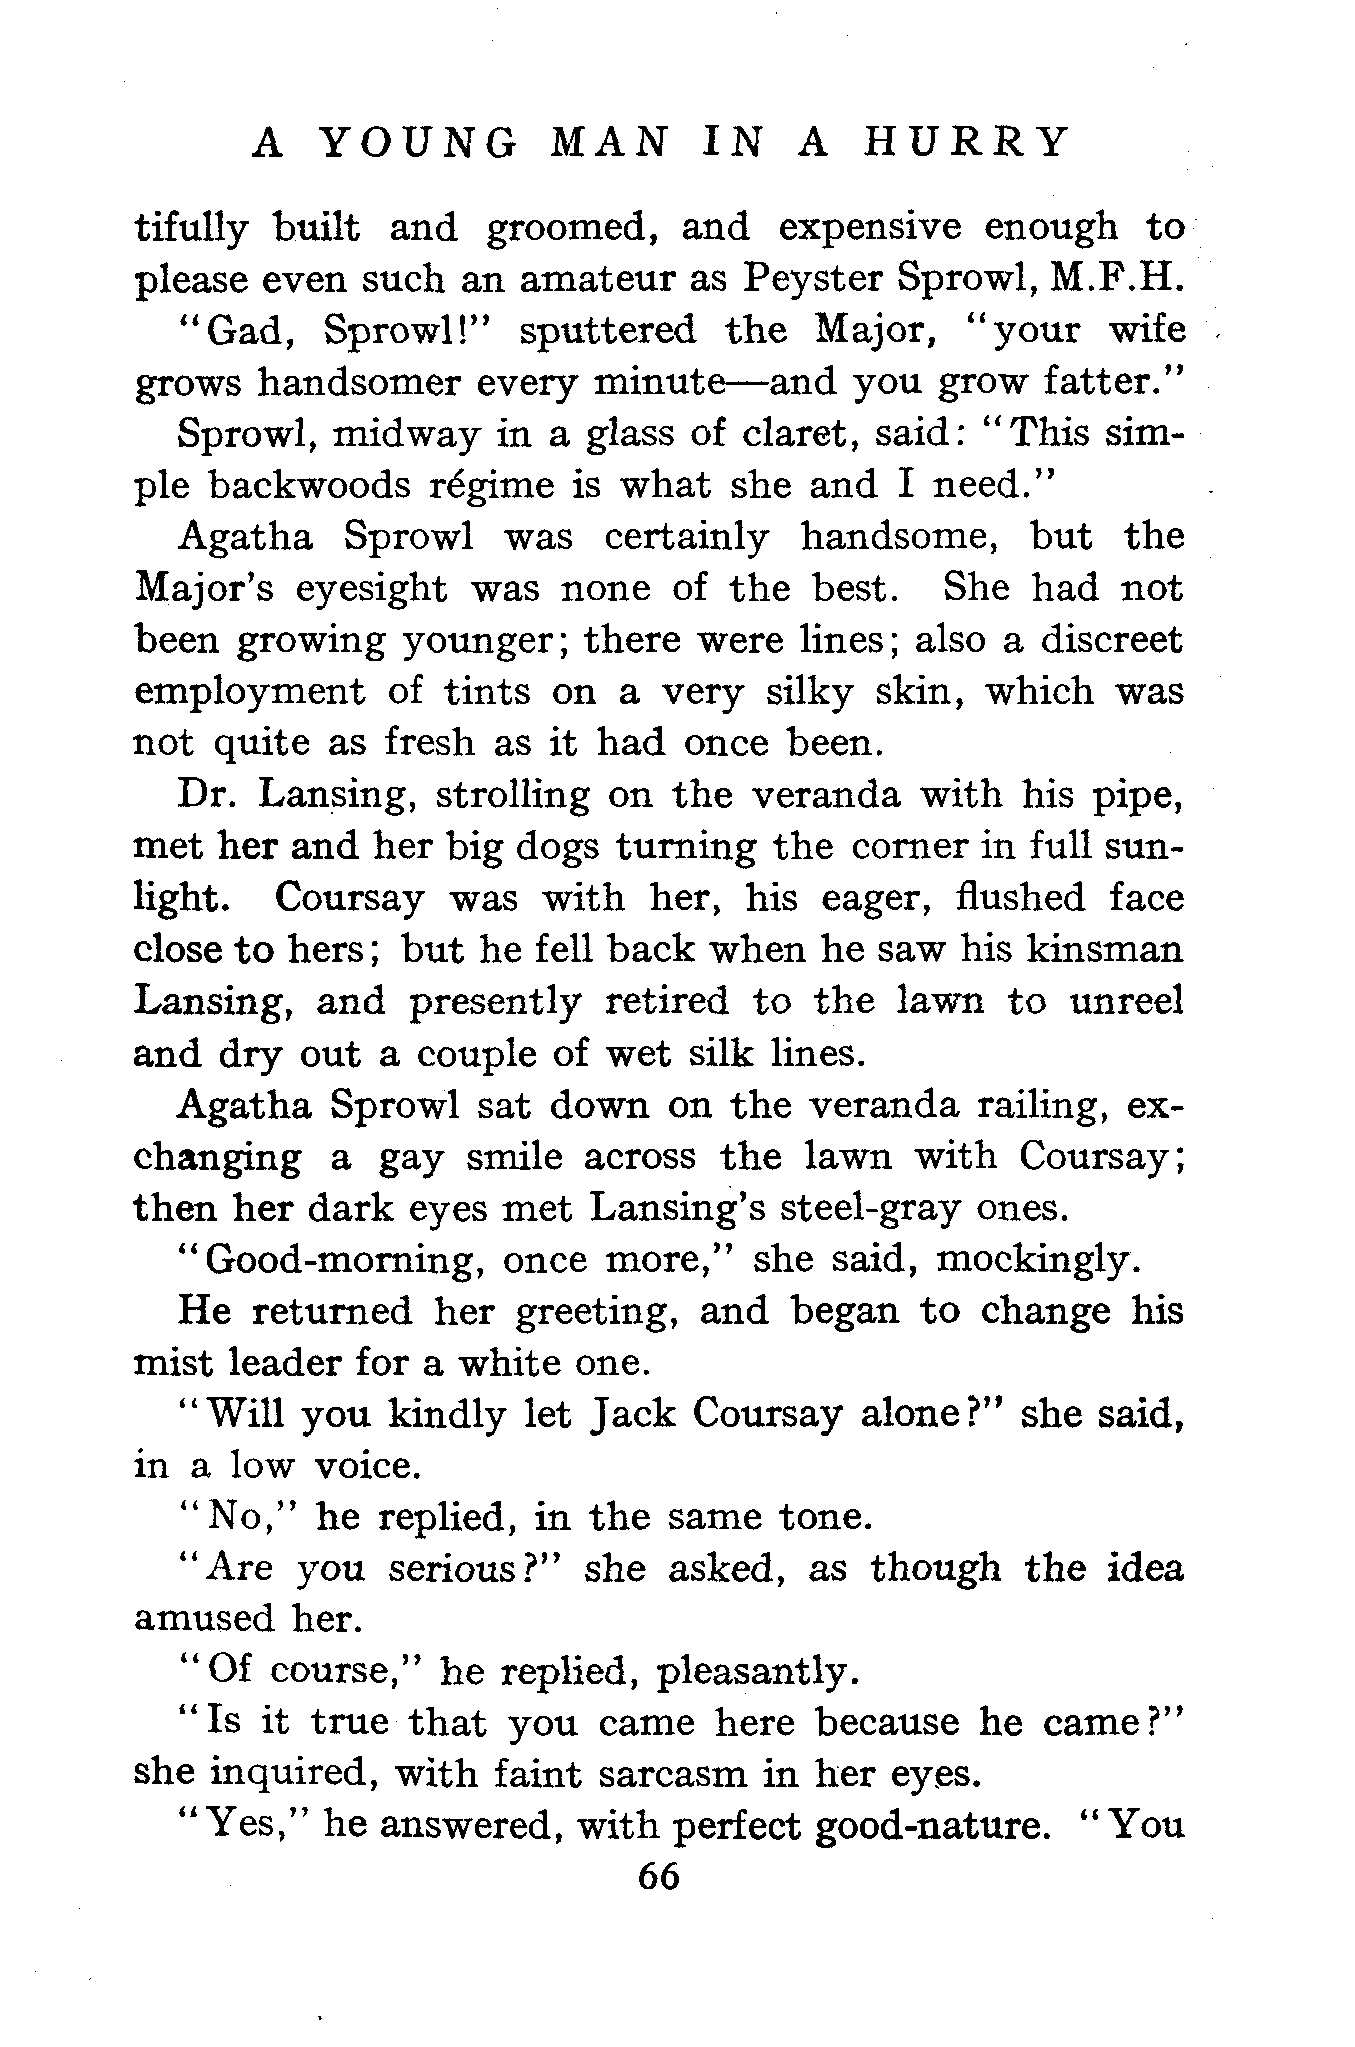 A YOUNG MAN IN A HURRY
tifully built and groomed, and expensive enough to
please even such an amateur as Peyster Sprowl, M.F.H.
"Gad, Sprowl!" sputtered the Major, "your wife
grows handsomer every minute—and you grow fatter."
Sprowl, midway in a glass of claret, said: "This sim-
ple backwoods régime is what she and I need."
Agatha Sprowl was certainly handsome, but the
Major's eyesight was none of the best. She had not
been growing younger; there were lines; also a discreet
employment of tints on a very silky skin, which was
not quite as fresh as it had once been.
Dr. Lansing, strolling on the veranda with his pipe,
met her and her big dogs turning the corner in full sun-
light. Coursay was with her, his eager, flushed face
close to hers; but he fell back when he saw his kinsman
Lansing, and presently retired to the lawn to unreel
and dry out a couple of wet silk lines.
Agatha Sprowl sat down on the veranda railing, ex-
changing a gay smile across the lawn with Coursay;
then her dark eyes met Lansing's steel-gray ones.
"Good-morning, once more," she said, mockingly.
He returned her greeting, and began to change his
mist leader for a white one.
"Will you kindly let Jack Coursay alone?" she said,
in a low voice.
"No," he replied, in the same tone.
"Are you serious?" she asked, as though the idea
amused her.
"Of course," he replied, pleasantly.
"Is it true that you came here because he came?"
she inquired, with faint sarcasm in her eyes.
"Yes," he answered, with perfect good-nature. "You
66